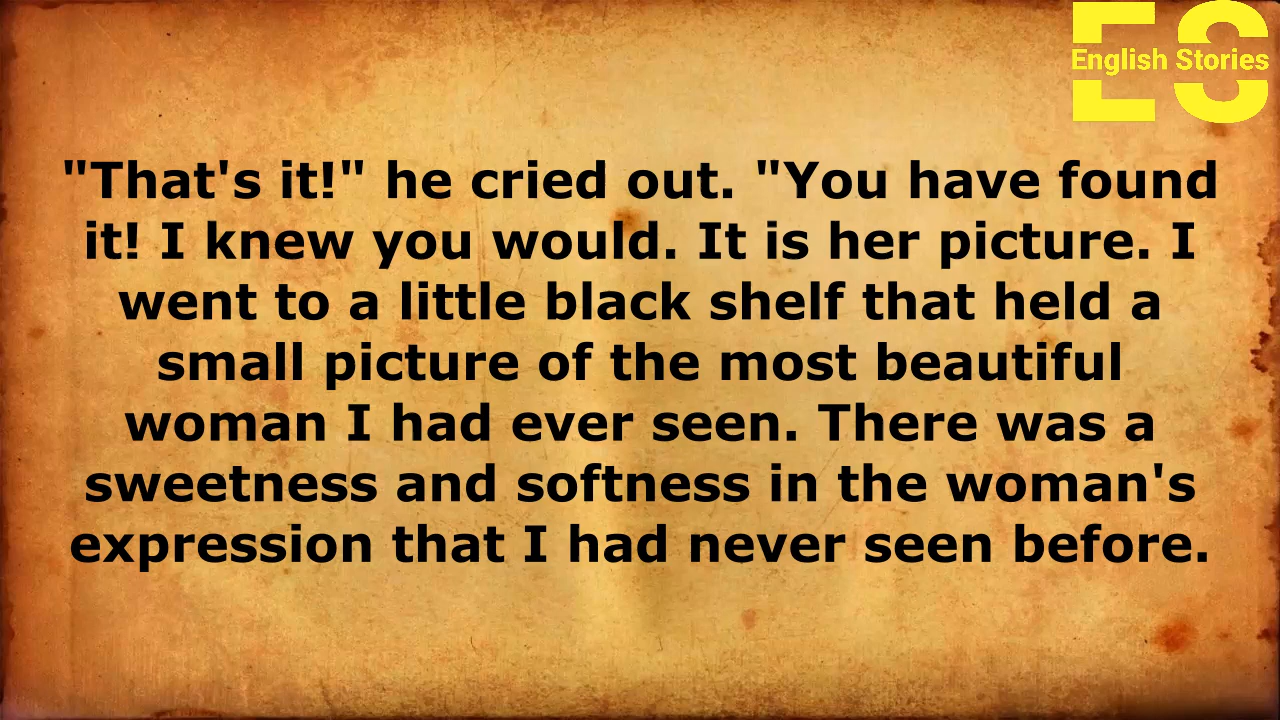 ES
English Stories
"That's it!" he cried out. "You have found
it! I knew you would. It is her picture. I
went to a little black shelf that held a
small picture of the most beautiful
woman I had ever seen. There was a
sweetness and softness in the woman's
expression that I had never seen before.